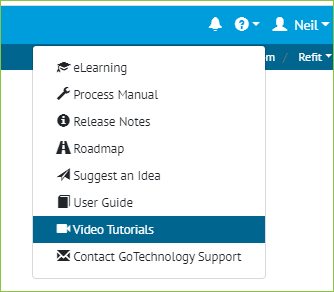 Neil
m / Refit
eLearning
Process Manual
Release Notes
Roadmap
Suggest an Idea
User Guide
Video Tutorials
Contact GoTechnology Support